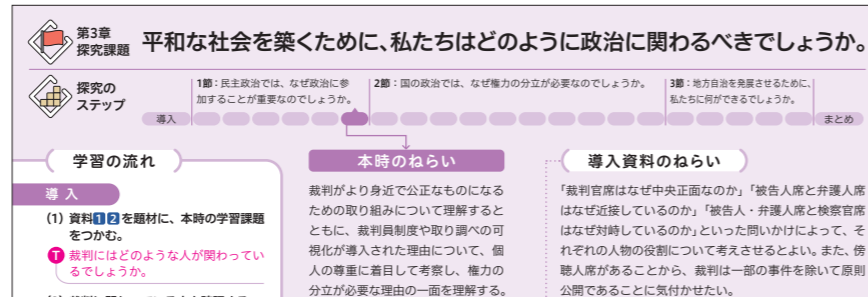 第3章
探究課題
平和な社会を築くために、私たちはどのように政治に関わるべきでしょうか。
探究の
ステップ
1節：民主政治では、なぜ政治に参
加することが重要なのでしょうか。
2節：国の政治では、なぜ権力の分立が必要なのでしょうか。
3節：地方自治を発展させるために、
私たちに何ができるでしょうか。
導入
まとめ
学習の流れ
導 入
(1) 資料12を題材に、本時の学習課題
をつかむ。
T 裁判にはどのような人が関わってい
るでしょうか。
本時のねらい
裁判がより身近で公正なものになる
ための取り組みについて理解すると
ともに、裁判員制度や取り調べの可
視化が導入された理由について、個
人の尊重に着目して考察し、権力の
分立が必要な理由の一面を理解する。
導入資料のねらい
「裁判官席はなぜ中央正面なのか」「被告人席と弁護人席
はなぜ近接しているのか」「被告人・弁護人席と検察官席
はなぜ対峙しているのか」といった問いかけによって、そ
れぞれの人物の役割について考えさせるとよい。また、傍
聴人席があることから、裁判は一部の事件を除いて原則
公開であることに気付かせたい。